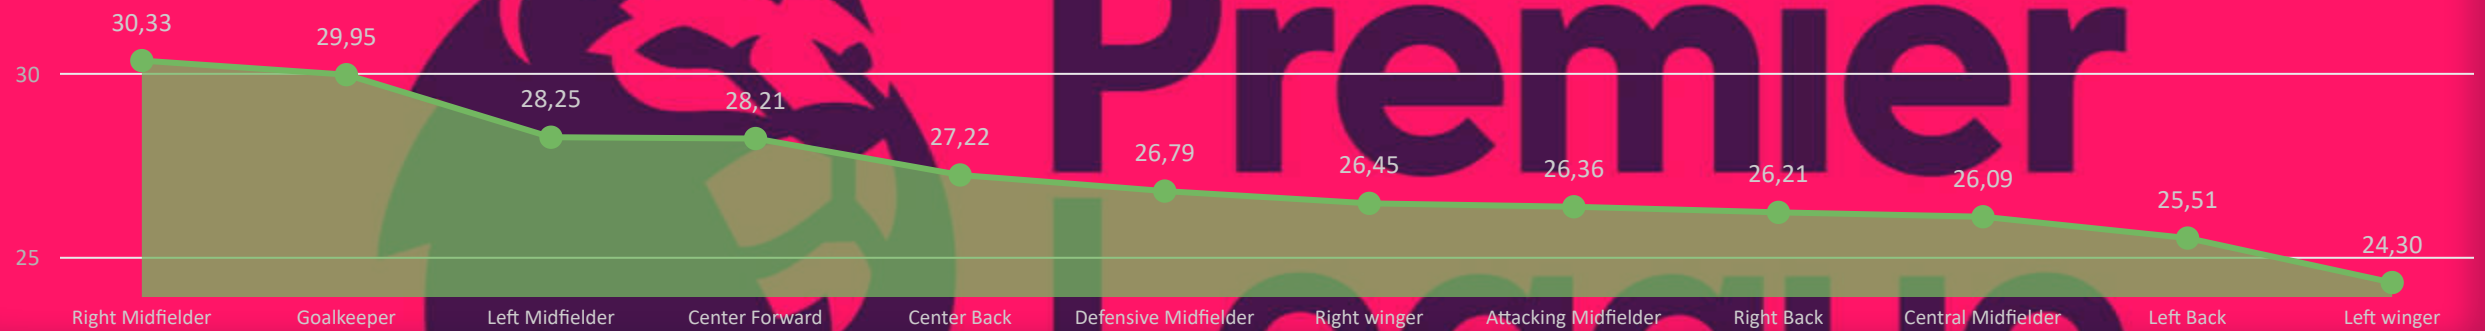 Premier
League
30,33
29,95
28,25
28,21
27,22
26,79
26,45
26,36
26,21
26,09
25,51
24,30
30
25
Right Midfielder
Goalkeeper
Left Midfielder
Center Forward
Center Back
Defensive Midfielder
Right winger
Attacking Midfielder
Right Back
Central Midfielder
Left Back
Left winger